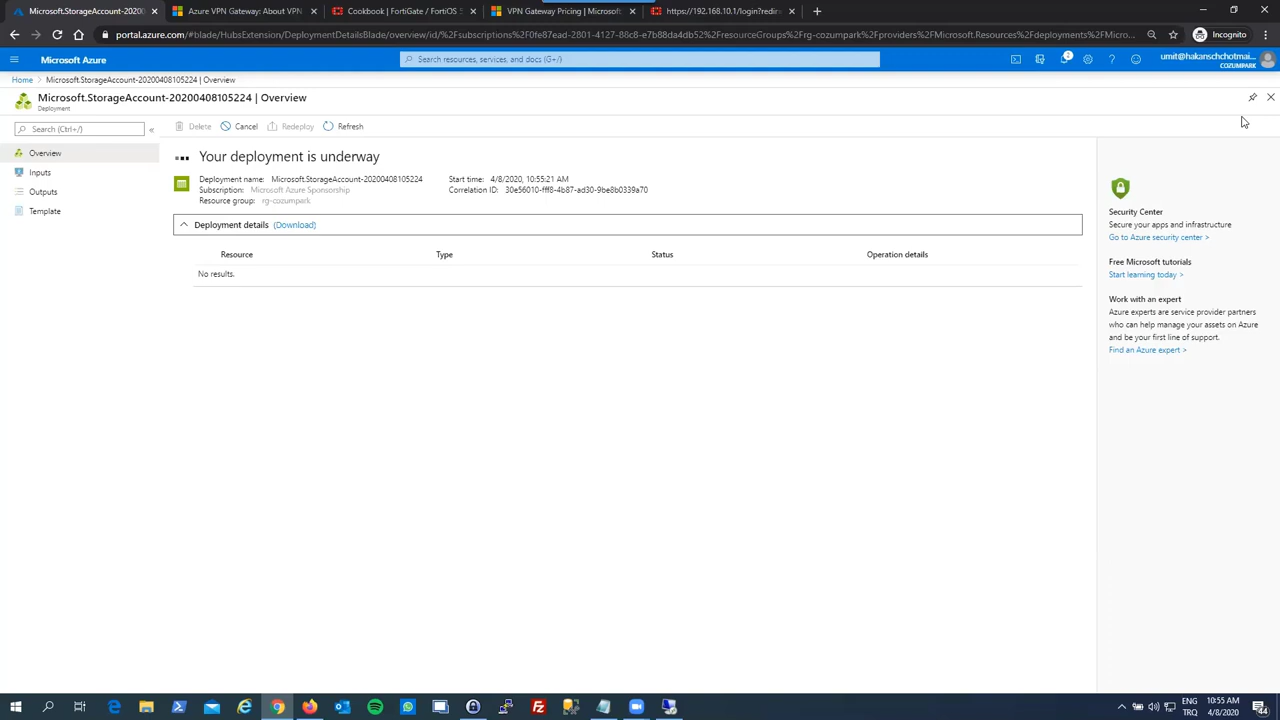 Microsoft.StorageAccount-2020
Azure VPN Gateway: About VPN
Cookbook | FortiGate / FortiOS
VPN Gateway Pricing | Microsoft
https://192.168.10.1/login?redir
portal.azure.com/#blade/HubsExtension/DeploymentDetailsBlade/overview/id/%2Fsubscriptions%2F0fe87ead-2801-4127-88c8-e7b88da4db52%2FresourceGroups%2Frg-cozumpark%2Fproviders%2FMicrosoft.Resources%2Fdeployments%2FMicro...
Incognito
Microsoft Azure
Search resources, services, and docs (G+/)
2
umit@hakanschchotmai...
COZUMPARK
Home > Microsoft.StorageAccount-20200408105224 | Overview
Microsoft.StorageAccount-20200408105224 | Overview
Deployment
Search (Ctrl+/)
«
Delete
Cancel
Redeploy
Refresh
Overview
Inputs
Outputs
Template
Your deployment is underway
Deployment name: Microsoft.StorageAccount-20200408105224
Subscription: Microsoft Azure Sponsorship
Resource group: rg-cozumpark
Start time: 4/8/2020, 10:55:21 AM
Correlation ID: 30e56010-fff8-4b87-ad30-9be8b0339a70
Deployment details (Download)
Resource Type Status Operation details
No results.
Security Center
Secure your apps and infrastructure
Go to Azure security center >
Free Microsoft tutorials
Start learning today >
Work with an expert
Azure experts are service provider partners
who can help manage your assets on Azure
and be your first line of support.
Find an Azure expert >
ENG
TRQ
10:55 AM
4/8/2020